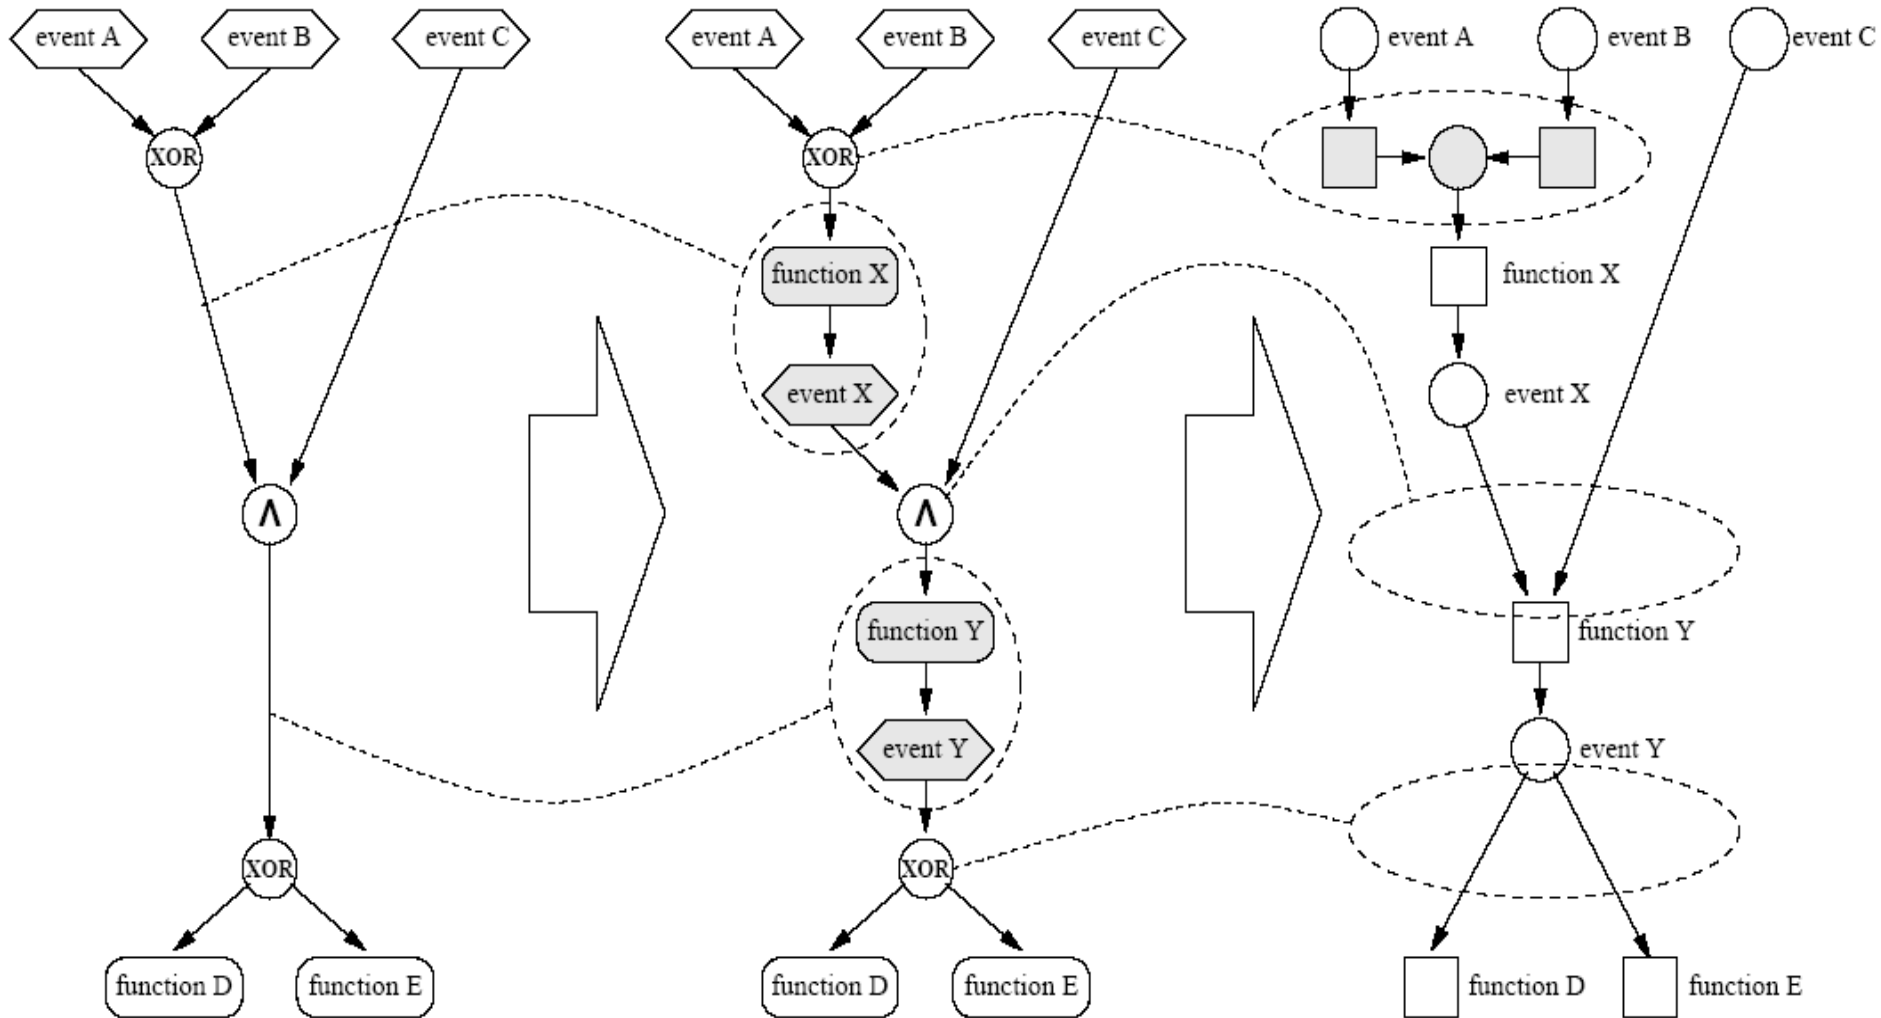 event A
event B
event C
XOR
Λ
XOR
function D
function E
event A
event B
event C
XOR
function X
event X
Λ
function Y
event Y
XOR
function D
function E
event A
event B
event C
function X
event X
function Y
event Y
function D
function E